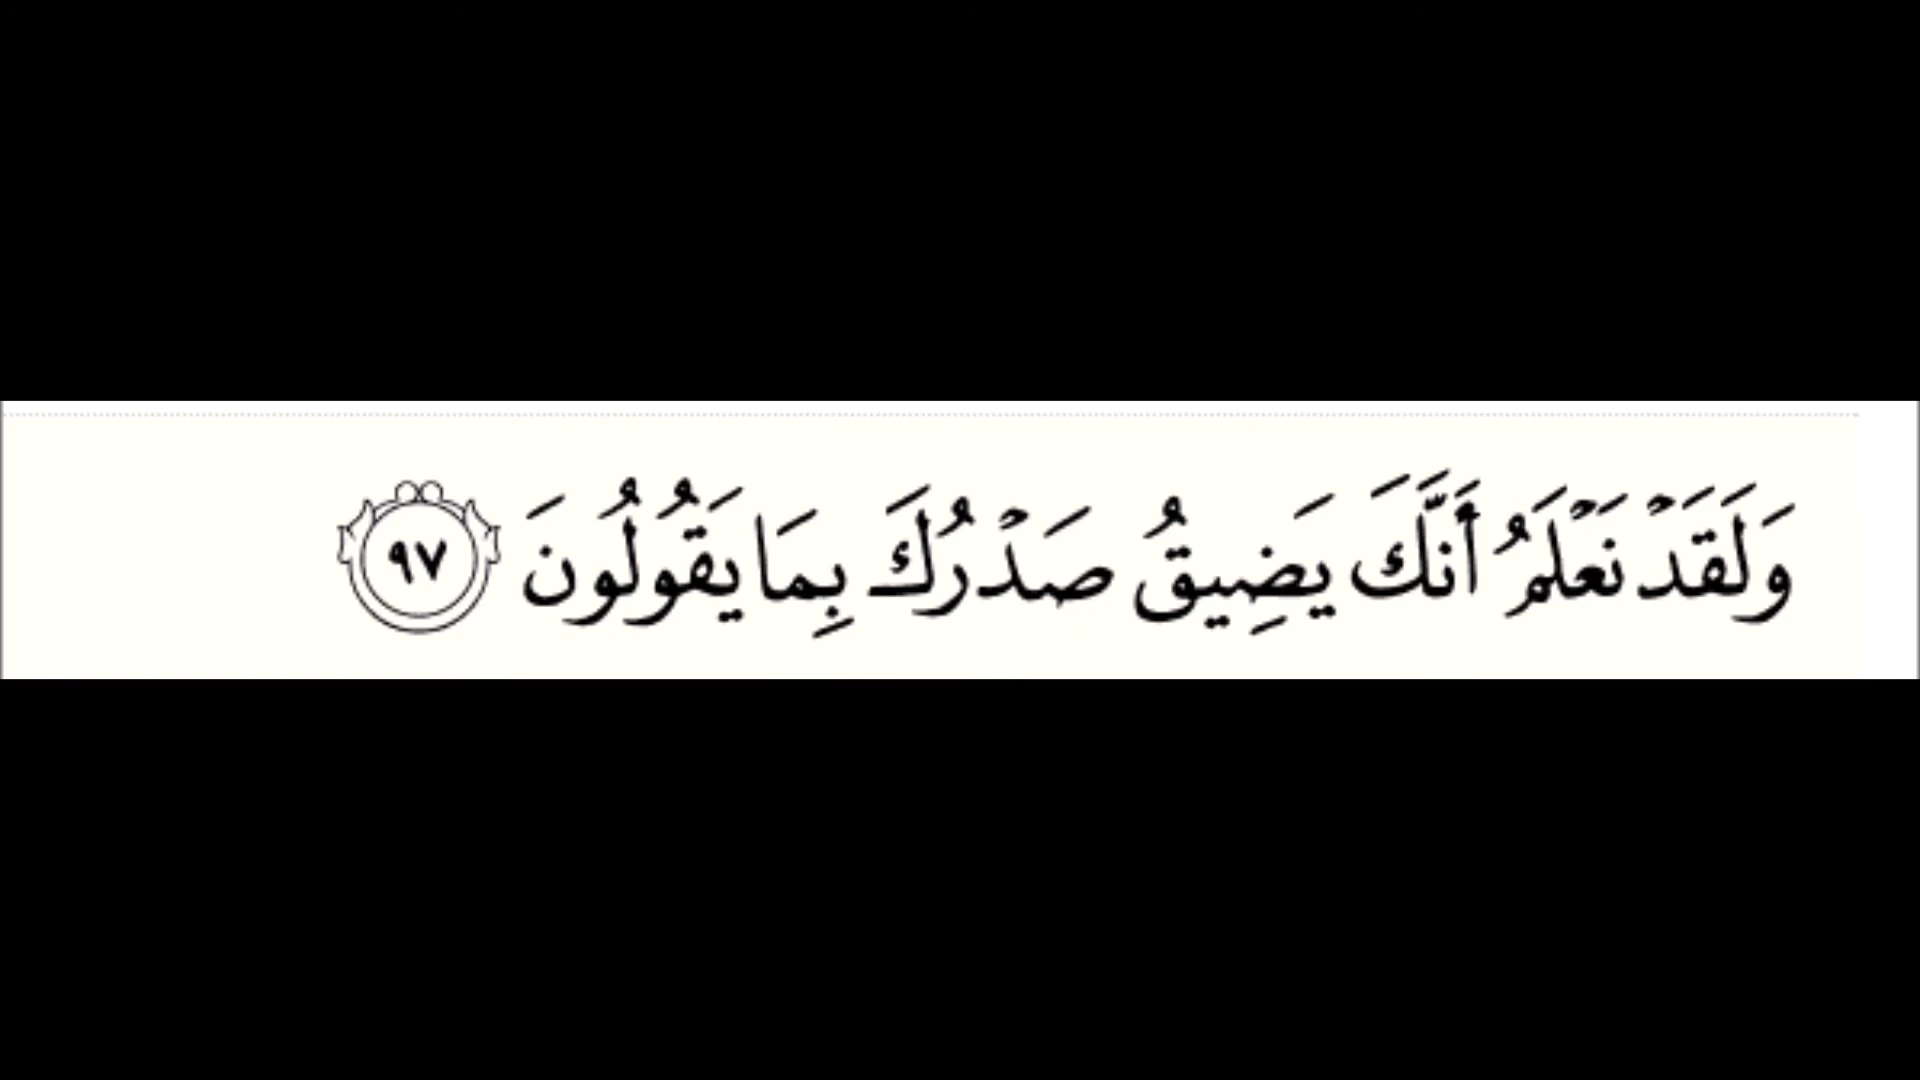 وَلَقَدۡ نَعۡلَمُ أَنَّكَ يَضِيقُ صَدۡرُكَ بِمَا يَقُولُونَ ٩٧